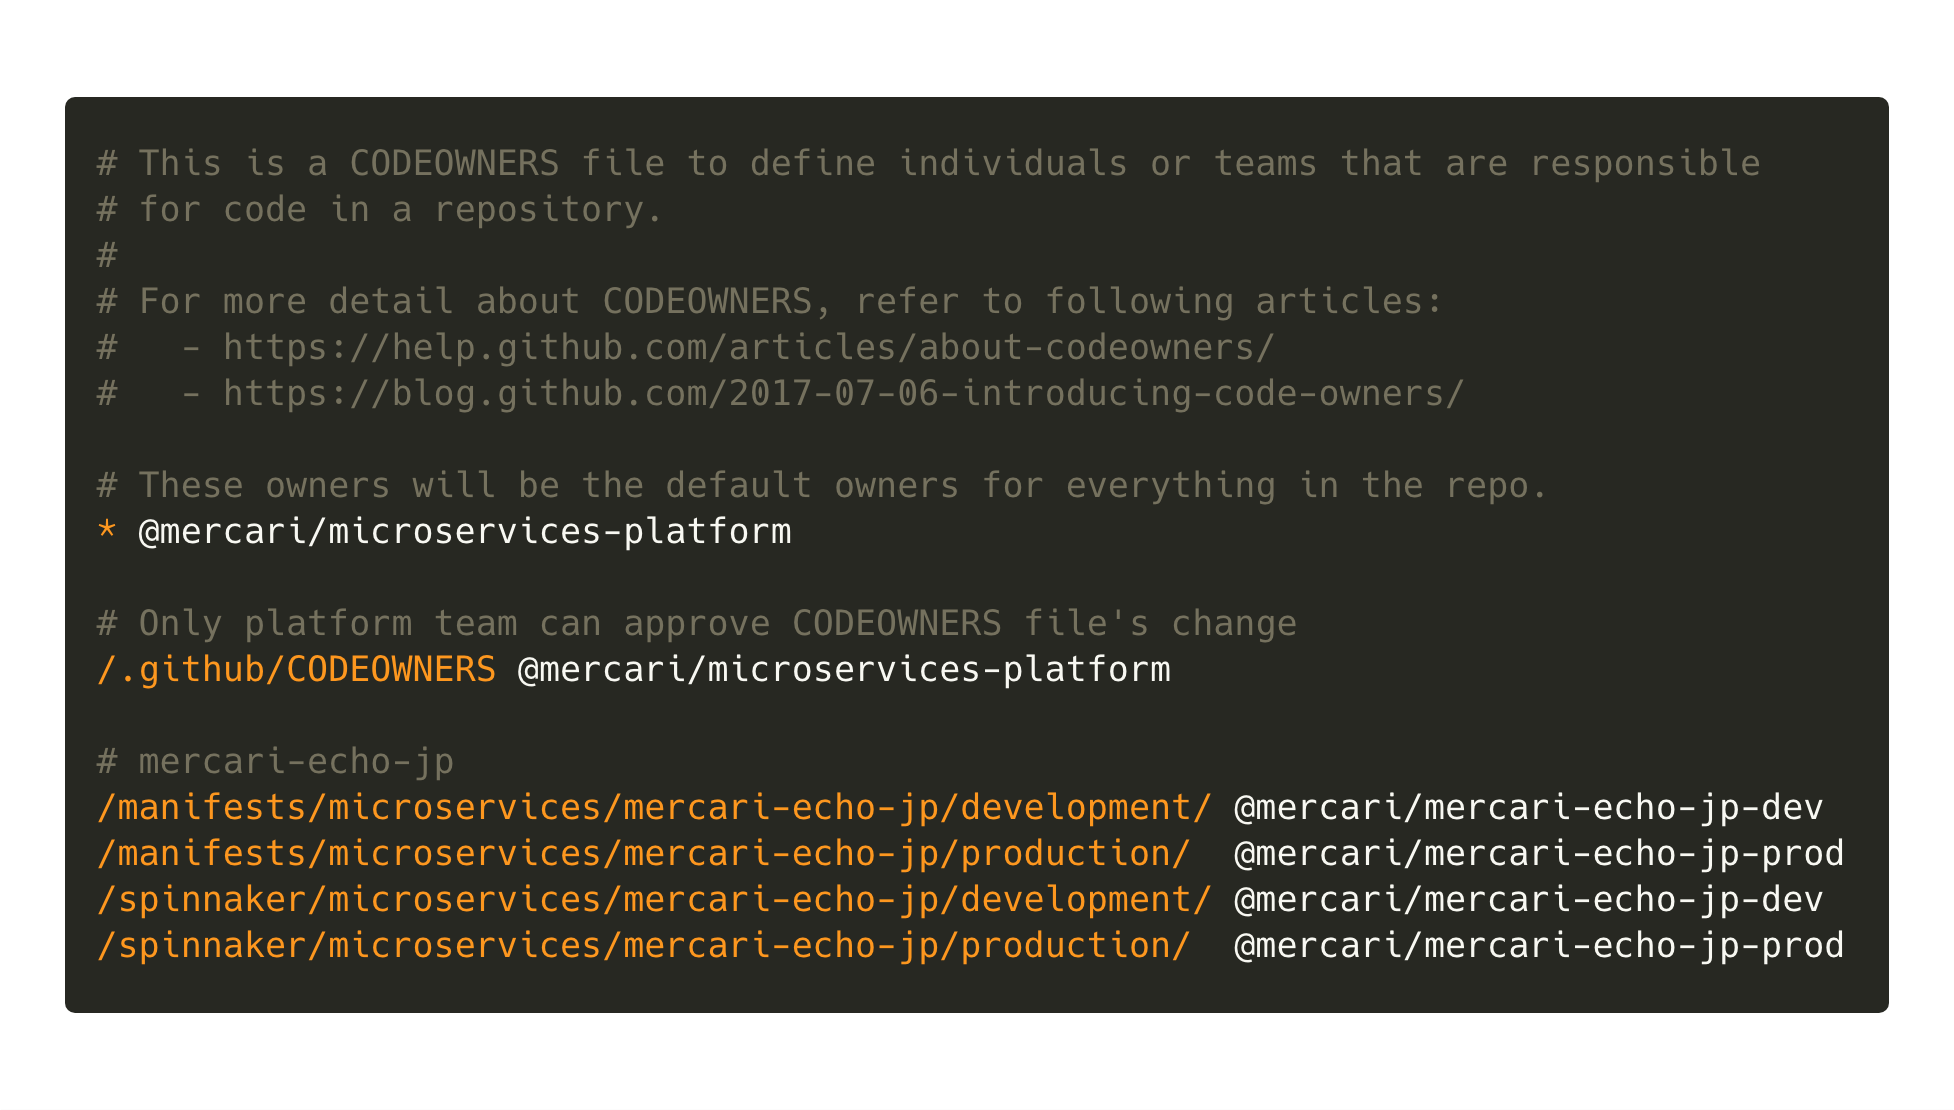 # This is a CODEOWNERS file to define individuals or teams that are responsible
# for code in a repository.
#
# For more detail about CODEOWNERS, refer to following articles:
#   - https://help.github.com/articles/about-codeowners/
#   - https://blog.github.com/2017-07-06-introducing-code-owners/

# These owners will be the default owners for everything in the repo.
* @mercari/microservices-platform

# Only platform team can approve CODEOWNERS file's change
/.github/CODEOWNERS @mercari/microservices-platform

# mercari-echo-jp
/manifests/microservices/mercari-echo-jp/development/ @mercari/mercari-echo-jp-dev
/manifests/microservices/mercari-echo-jp/production/  @mercari/mercari-echo-jp-prod
/spinnaker/microservices/mercari-echo-jp/development/ @mercari/mercari-echo-jp-dev
/spinnaker/microservices/mercari-echo-jp/production/  @mercari/mercari-echo-jp-prod